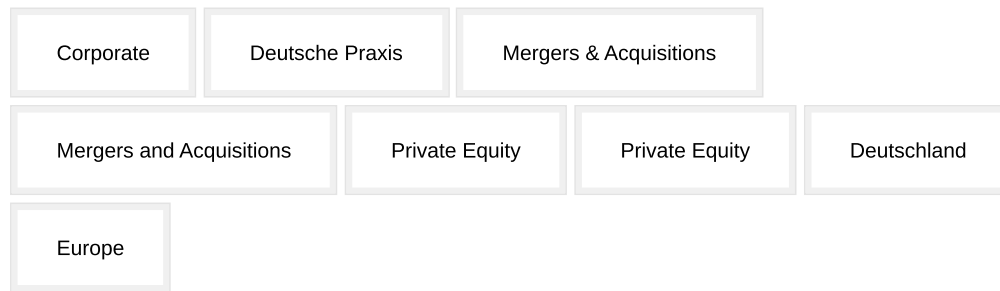 Corporate Deutsche Praxis Mergers & Acquisitions
Mergers and Acquisitions Private Equity Private Equity Deutschland
Europe